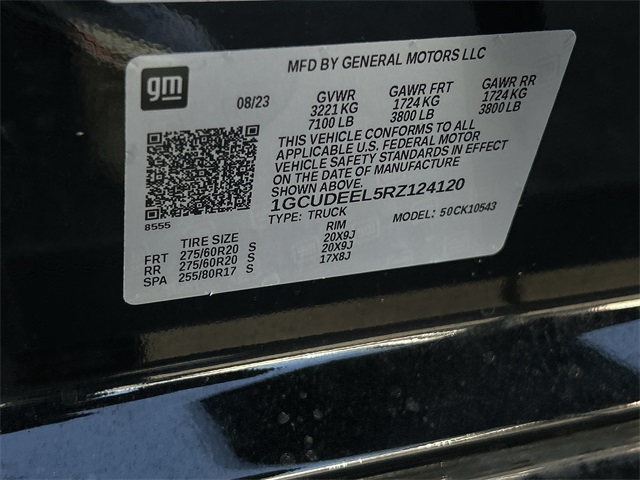 MFD BY GENERAL MOTORS LLC
gm
08/23
GVWR GAWR FRT GAWR RR
3221 KG 1724 KG 1724 KG
7100 LB 3800 LB 3800 LB
THIS VEHICLE CONFORMS TO ALL
APPLICABLE U.S. FEDERAL MOTOR
VEHICLE SAFETY STANDARDS IN EFFECT
ON THE DATE OF MANUFACTURE
SHOWN ABOVE.
1GCUDEEL5RZ124120
8555
TYPE: TRUCK MODEL: 50CK10543
TIRE SIZE RIM
FRT 275/60R20 S 20X9J
RR 275/60R20 S 20X9J
SPA 255/80R17 S 17X8J